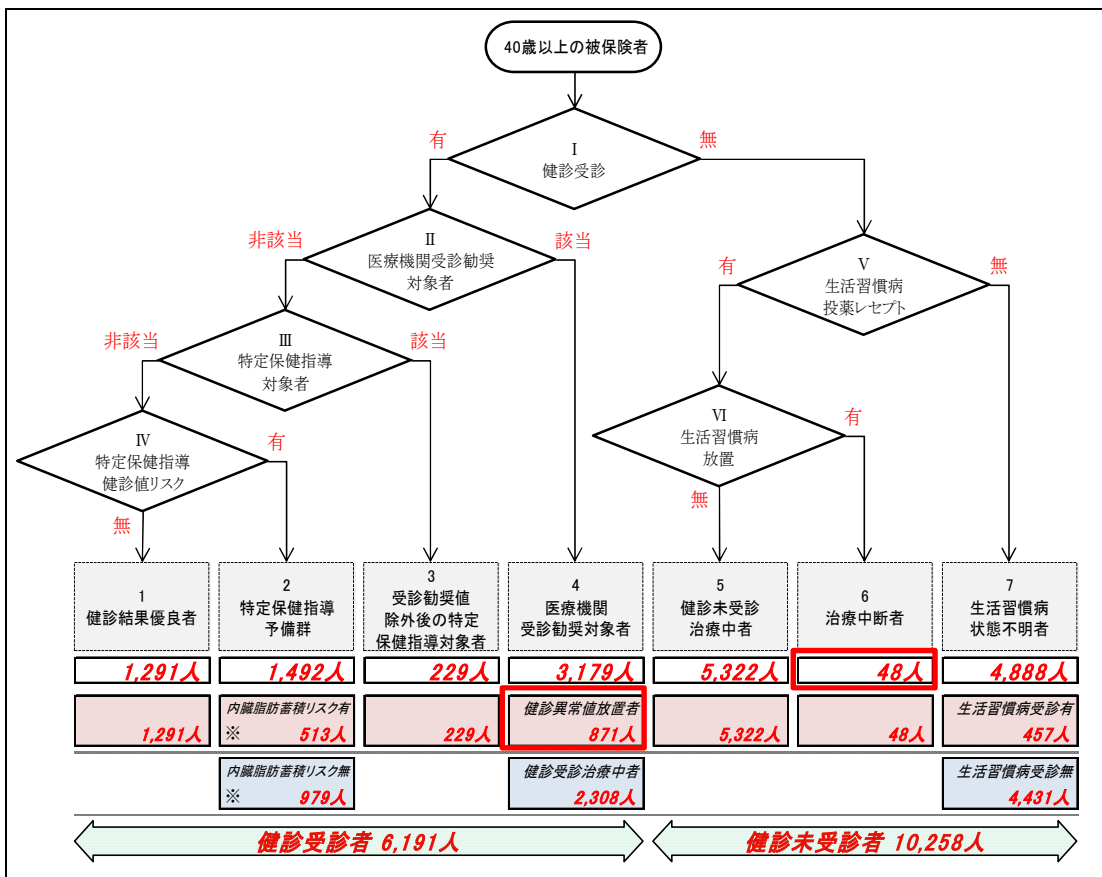 40歳以上の被保険者
Ⅰ
健診受診
有
無
Ⅱ
医療機関受診勧奨
対象者
非該当
該当
Ⅴ
生活習慣病
投薬レセプト
有
無
Ⅲ
特定保健指導
対象者
非該当
該当
Ⅵ
生活習慣病
放置
有
無
Ⅳ
特定保健指導
健診値リスク
有
無
1
健診結果優良者
2
特定保健指導
予備群
3
受診勧奨値
除外後の特定
保健指導対象者
4
医療機関
受診勧奨対象者
5
健診未受診
治療中者
6
治療中断者
7
生活習慣病
状態不明者
1,291人
1,492人
229人
3,179人
5,322人
48人
4,888人
1,291人
内臓脂肪蓄積リスク有
※ 513人
229人
健診異常値放置者
871人
5,322人
48人
生活習慣病受診有
457人
内臓脂肪蓄積リスク無
※ 979人
健診受診治療中者
2,308人
生活習慣病受診無
4,431人
健診受診者 6,191人
健診未受診者 10,258人